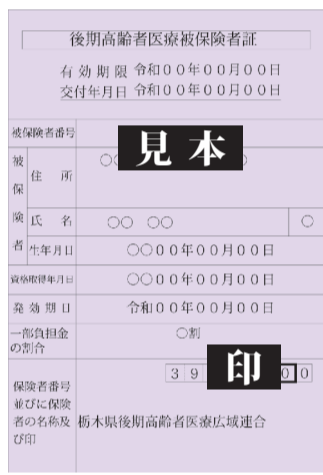 後期高齢者医療被保険者証
有効期限 令和00年00月00日
交付年月日 令和00年00月00日
被保険者番号
見本
被保険者
住所 ○
氏名 ○○ ○○ ○
生年月日 ○○00年00月00日
資格取得年月日 ○○00年00月00日
発効期日 令和00年00月00日
一部負担金の割合 ○割
39 00
印
保険者番号
並びに保険
者の名称及
び印
栃木県後期高齢者医療広域連合